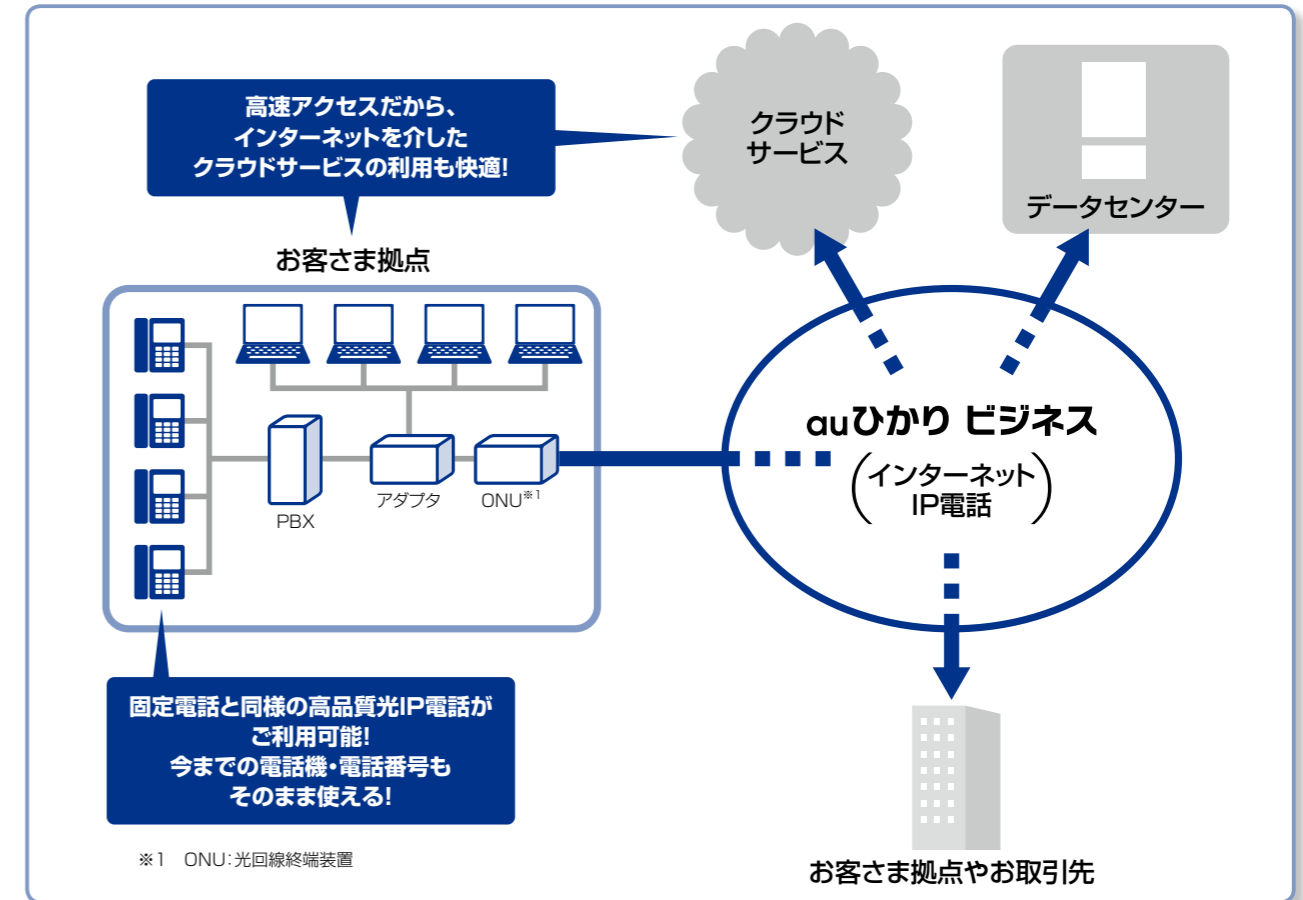 高速アクセスだから、
インターネットを介した
クラウドサービスの利用も快適!
クラウド
サービス
データセンター
お客さま拠点
PBX
アダプタ
ONU※1
auひかり ビジネス
(インターネット
IP電話)
固定電話と同様の高品質光IP電話が
ご利用可能!
今までの電話機・電話番号も
そのまま使える!
※1 ONU:光回線終端装置
お客さま拠点やお取引先